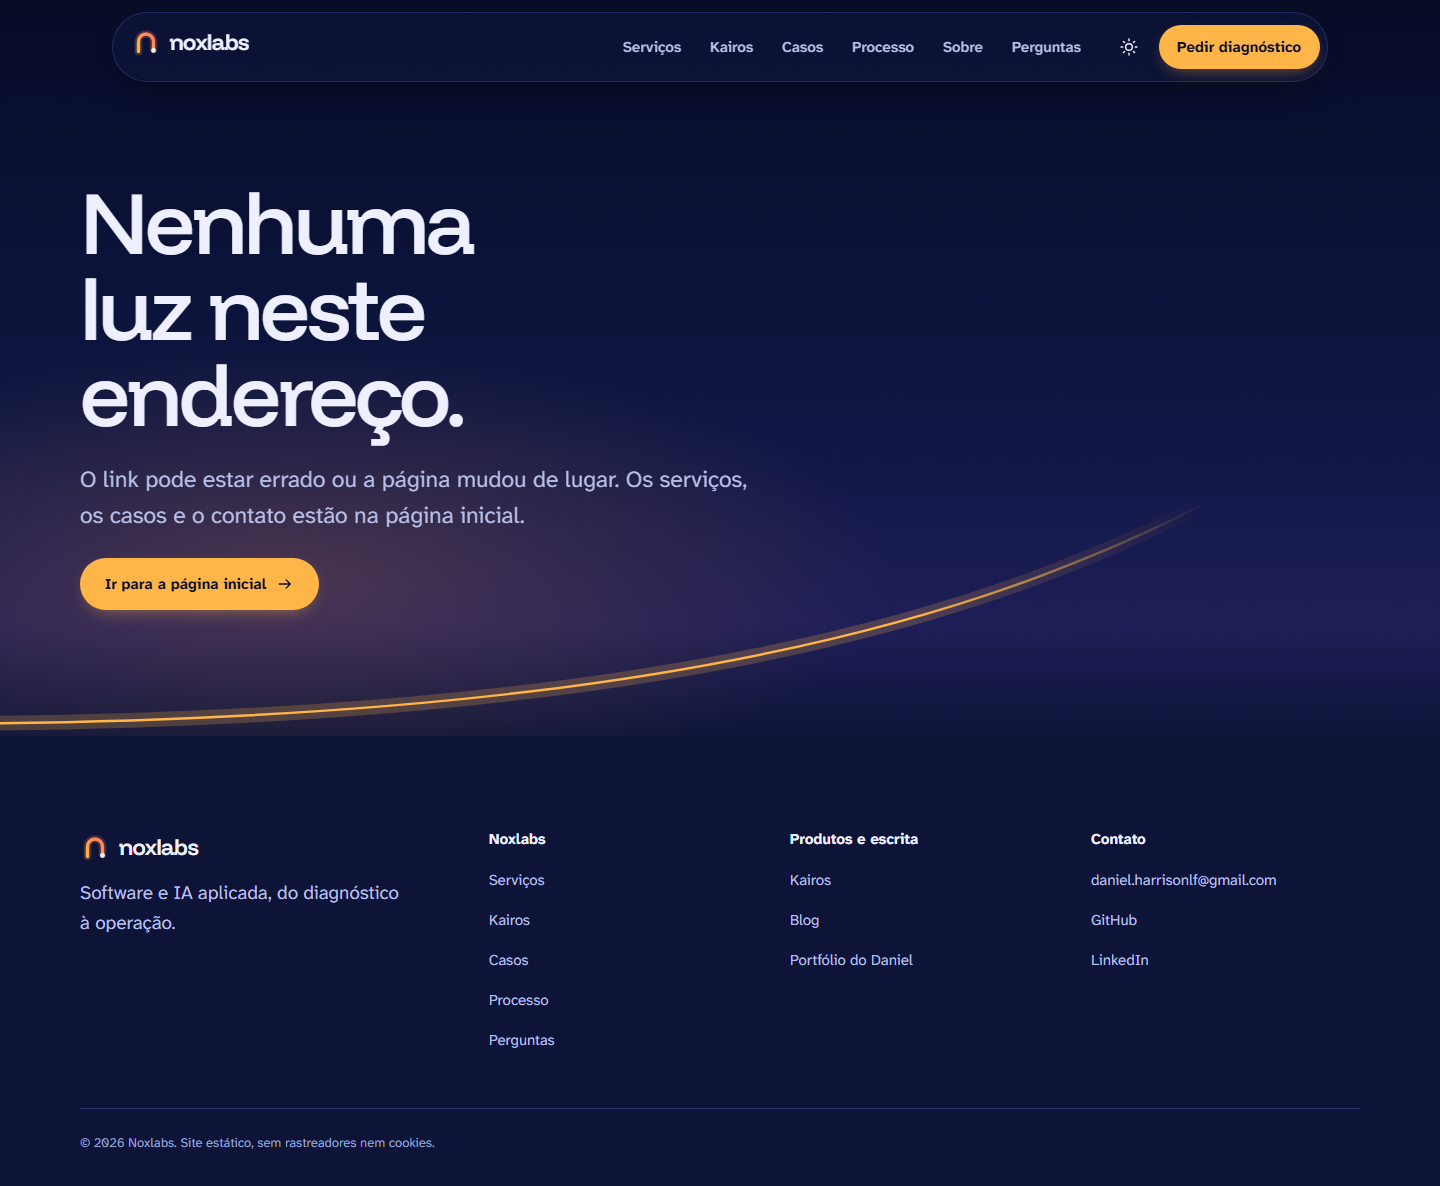 noxlabs
Serviços Kairos Casos Processo Sobre Perguntas Pedir diagnóstico
Nenhuma
luz neste
endereço.
O link pode estar errado ou a página mudou de lugar. Os serviços,
os casos e o contato estão na página inicial.
Ir para a página inicial →
noxlabs
Software e IA aplicada, do diagnóstico
à operação.
Noxlabs
Serviços
Kairos
Casos
Processo
Perguntas
Produtos e escrita
Kairos
Blog
Portfólio do Daniel
Contato
daniel.harrisonlf@gmail.com
GitHub
LinkedIn
© 2026 Noxlabs. Site estático, sem rastreadores nem cookies.